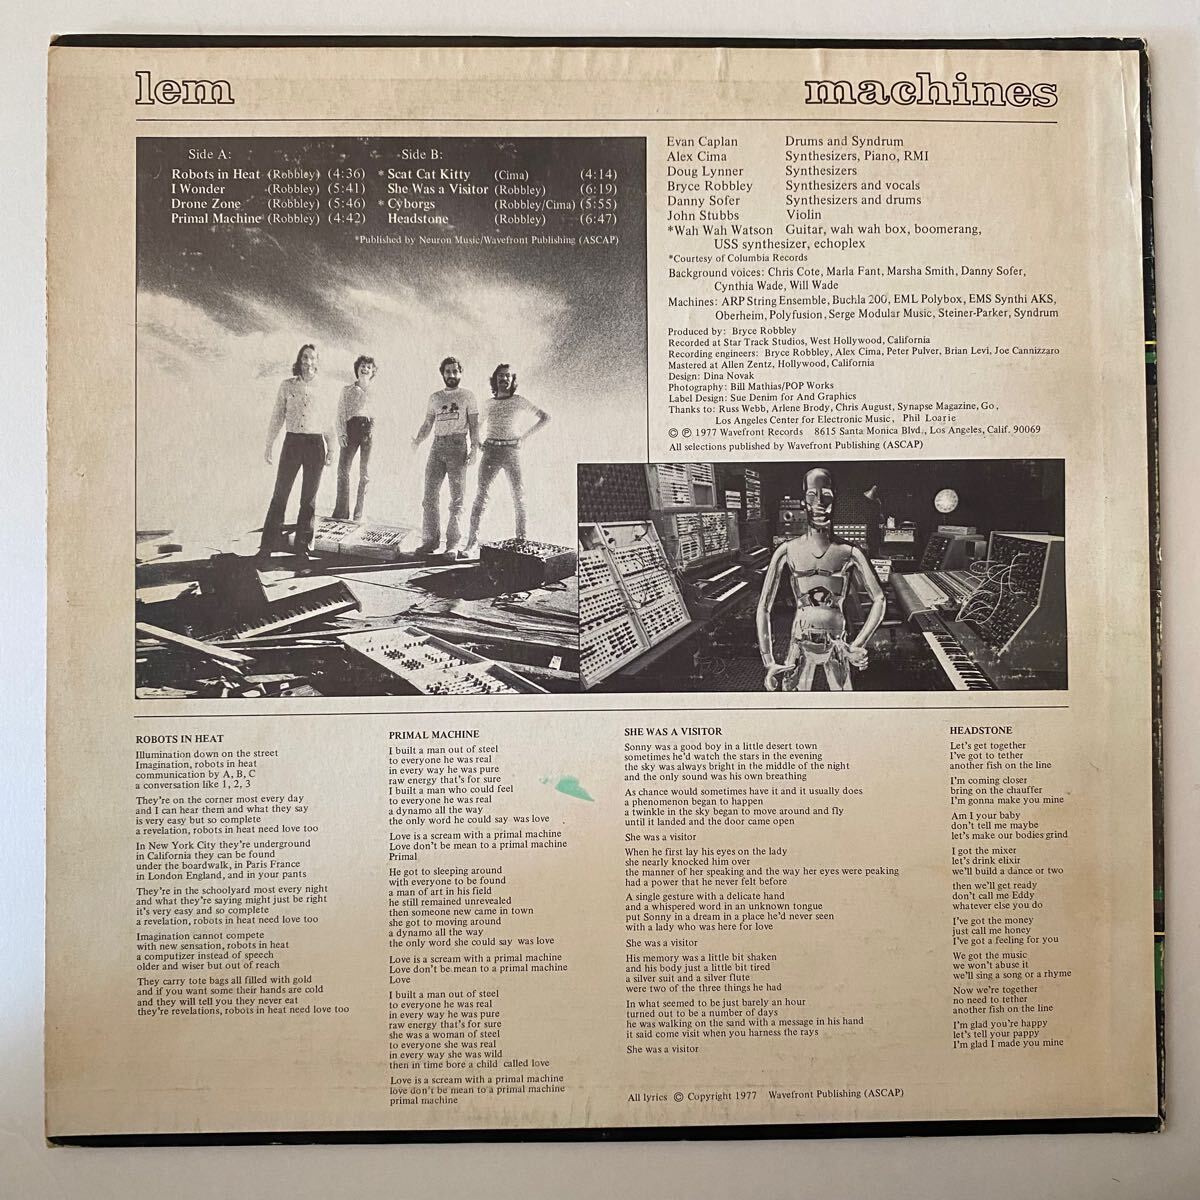 lem
machines
Side A:
Robots in Heat (Robbley) (4:36)
I Wonder (Robbley) (5:41)
Drone Zone (Robbley) (5:46)
Primal Machine (Robbley) (4:42)
Side B:
*Scat Cat Kitty (Cima) (4:14)
She Was a Visitor (Robbley) (6:19)
*Cyborgs (Robbley/Cima) (5:55)
Headstone (Robbley) (6:47)
*Published by Neuron Music/Wavefront Publishing (ASCAP)
Evan Caplan Drums and Syndrum
Alex Cima Synthesizers, Piano, RMI
Doug Lynner Synthesizers
Bryce Robbley Synthesizers and vocals
Danny Sofer Synthesizers and drums
John Stubbs Violin
*Wah Wah Watson Guitar, wah wah box, boomerang,
USS synthesizer, echoplex
*Courtesy of Columbia Records
Background voices: Chris Cote, Marla Fant, Marsha Smith, Danny Sofer,
Cynthia Wade, Will Wade
Machines: ARP String Ensemble, Buchla 200, EML Polybox, EMS Synthi AKS,
Oberheim, Polyfusion, Serge Modular Music, Steiner-Parker, Syndrum
Produced by: Bryce Robbley
Recorded at Star Track Studios, West Hollywood, California
Recording engineers: Bryce Robbley, Alex Cima, Peter Pulver, Brian Levi, Joe Cannizzaro
Mastered at Allen Zentz, Hollywood, California
Design: Dina Novak
Photography: Bill Mathias/POP Works
Label Design: Sue Denim for And Graphics
Thanks to: Russ Webb, Arlene Brody, Chris August, Synapse Magazine, Go,
Los Angeles Center for Electronic Music, Phil Loarie
© ℗ 1977 Wavefront Records 8615 Santa Monica Blvd., Los Angeles, Calif. 90069
All selections published by Wavefront Publishing (ASCAP)
ROBOTS IN HEAT
Illumination down on the street
Imagination, robots in heat
communication by A, B, C
a conversation like 1, 2, 3
They're on the corner most every day
and I can hear them and what they say
is very easy but so complete
a revelation, robots in heat need love too
In New York City they're underground
in California they can be found
under the boardwalk, in Paris France
in London England, and in your pants
They're in the schoolyard most every night
and what they're saying might just be right
it's very easy and so complete
a revelation, robots in heat need love too
Imagination cannot compete
with new sensation, robots in heat
a computizer instead of speech
older and wiser but out of reach
They carry tote bags all filled with gold
and if you want some their hands are cold
and they will tell you they never eat
they're revelations, robots in heat need love too
PRIMAL MACHINE
I built a man out of steel
to everyone he was real
in every way he was pure
raw energy that's for sure
I built a man who could feel
to everyone he was real
a dynamo all the way
the only word he could say was love
Love is a scream with a primal machine
Love don't be mean to a primal machine
Primal
He got to sleeping around
with everyone to be found
a man of art in his field
he still remained unrevealed
then someone new came in town
she got to moving around
a dynamo all the way
the only word she could say was love
Love is a scream with a primal machine
Love don't be mean to a primal machine
Love
I built a man out of steel
to everyone he was real
in every way he was pure
raw energy that's for sure
she was a woman of steel
to everyone she was real
in every way she was wild
then in time bore a child called love
Love is a scream with a primal machine
love don't be mean to a primal machine
primal machine
SHE WAS A VISITOR
Sonny was a good boy in a little desert town
sometimes he'd watch the stars in the evening
the sky was always bright in the middle of the night
and the only sound was his own breathing
As chance would sometimes have it and it usually does
a phenomenon began to happen
a twinkle in the sky began to move around and fly
until it landed and the door came open
She was a visitor
When he first lay his eyes on the lady
she nearly knocked him over
the manner of her speaking and the way her eyes were peaking
had a power that he never felt before
A single gesture with a delicate hand
and a whispered word in an unknown tongue
put Sonny in a dream in a place he'd never seen
with a lady who was here for love
She was a visitor
His memory was a little bit shaken
and his body just a little bit tired
a silver suit and a silver flute
were two of the three things he had
In what seemed to be just barely an hour
turned out to be a number of days
he was walking on the sand with a message in his hand
it said come visit when you harness the rays
She was a visitor
HEADSTONE
Let's get together
I've got to tether
another fish on the line
I'm coming closer
bring on the chauffer
I'm gonna make you mine
Am I your baby
don't tell me maybe
let's make our bodies grind
I got the mixer
let's drink elixir
we'll build a dance or two
then we'll get ready
don't call me Eddy
whatever else you do
I've got the money
just call me honey
I've got a feeling for you
We got the music
we won't abuse it
we'll sing a song or a rhyme
Now we're together
no need to tether
another fish on the line
I'm glad you're happy
let's tell your pappy
I'm glad I made you mine
All lyrics © Copyright 1977 Wavefront Publishing (ASCAP)